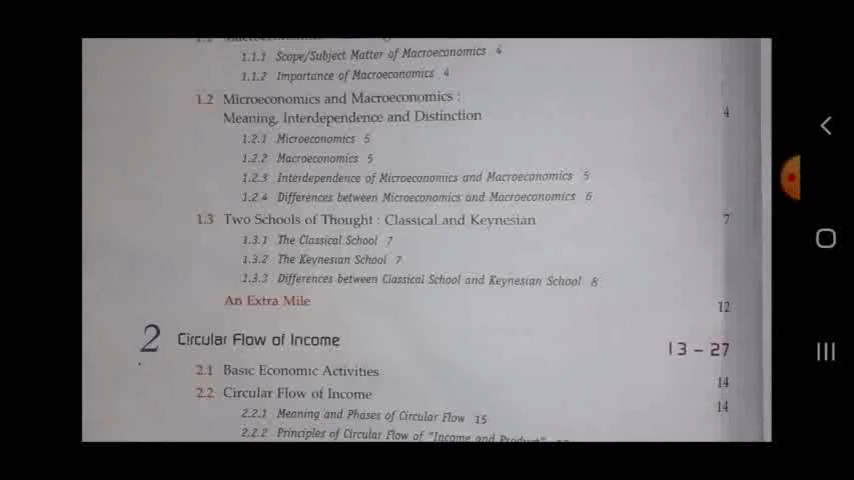 1.1.1 Scope/Subject Matter of Macroeconomics 4
1.1.2 Importance of Macroeconomics 4
1.2 Microeconomics and Macroeconomics :
Meaning, Interdependence and Distinction 4
1.2.1 Microeconomics 5
1.2.2 Macroeconomics 5
1.2.3 Interdependence of Microeconomics and Macroeconomics 5
1.2.4 Differences between Microeconomics and Macroeconomics 6
1.3 Two Schools of Thought : Classical and Keynesian 7
1.3.1 The Classical School 7
1.3.2 The Keynesian School 7
1.3.3 Differences between Classical School and Keynesian School 8
An Extra Mile 12
2 Circular Flow of Income 13 – 27
2.1 Basic Economic Activities 14
2.2 Circular Flow of Income 14
2.2.1 Meaning and Phases of Circular Flow 15
2.2.2 Principles of Circular Flow of "Income and Product"